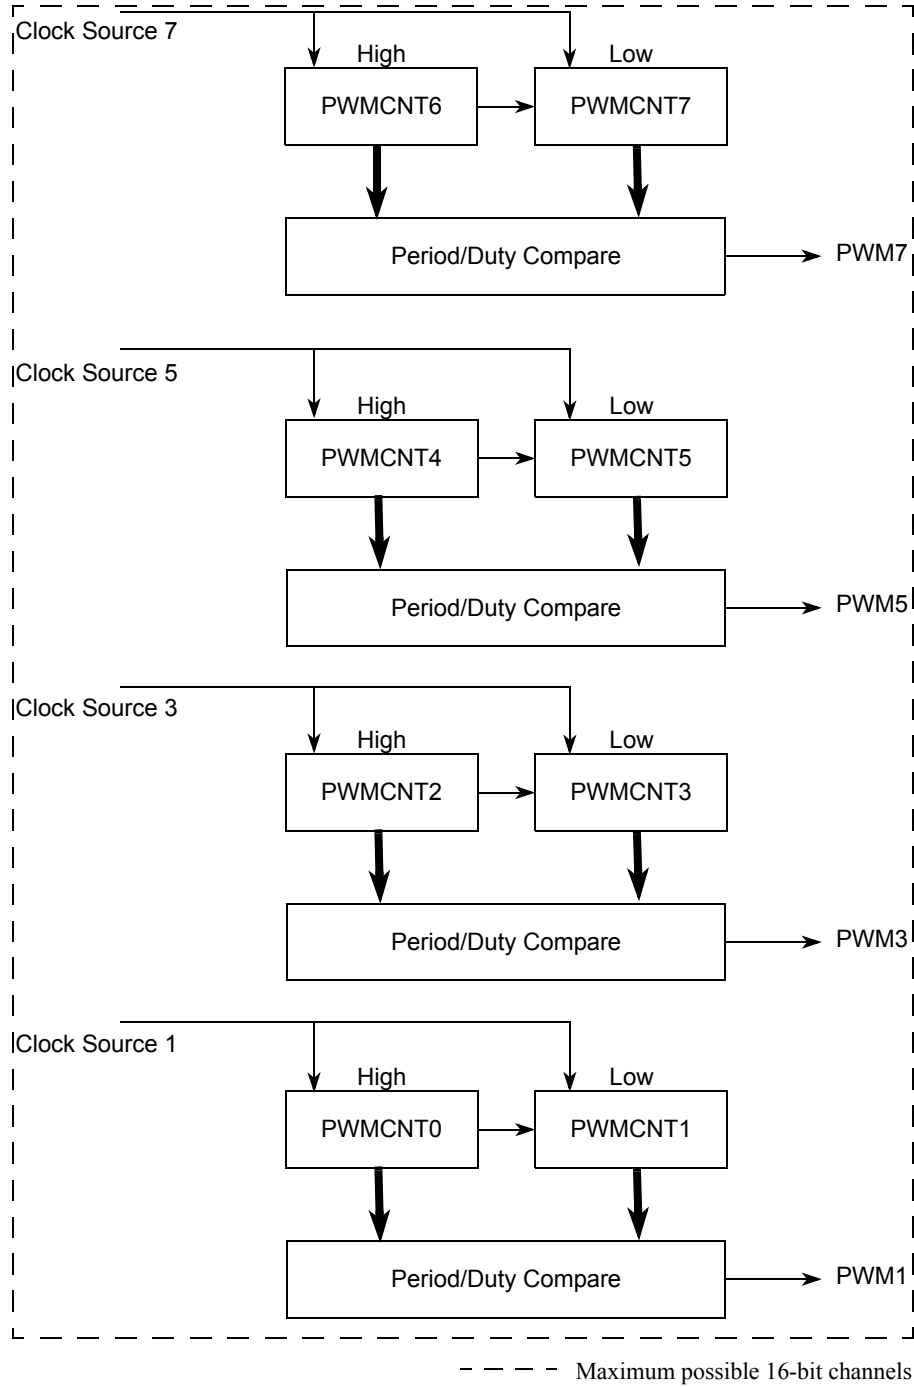 Clock Source 7
High Low
PWMCNT6 PWMCNT7
Period/Duty Compare PWM7
Clock Source 5
High Low
PWMCNT4 PWMCNT5
Period/Duty Compare PWM5
Clock Source 3
High Low
PWMCNT2 PWMCNT3
Period/Duty Compare PWM3
Clock Source 1
High Low
PWMCNT0 PWMCNT1
Period/Duty Compare PWM1
Maximum possible 16-bit channels